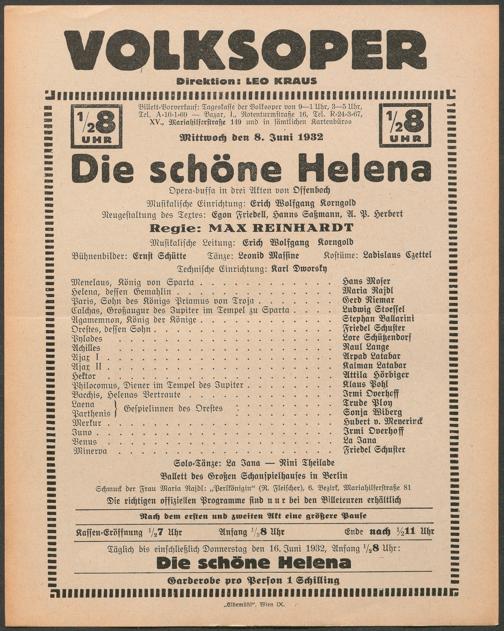 VOLKSOPER
Direktion: LEO KRAUS
1/2 8 UHR
Billett-Vorverkauf: Tageskasse der Volksoper von 9—1 Uhr, 3—5 Uhr,
Tel. A-10-1-69 — Bazar, I., Rotenturmstraße 16, Tel. R-24-3-67,
XV., Mariahilferstraße 149 und in sämtlichen Kartenbüros
1/2 8 UHR
Mittwoch den 8. Juni 1932
Die schöne Helena
Opera-buffa in drei Akten von Offenbach
Musikalische Einrichtung: Erich Wolfgang Korngold
Neugestaltung des Textes: Egon Friedell, Hanns Saßmann, A. P. Herbert
Regie: MAX REINHARDT
Musikalische Leitung: Erich Wolfgang Korngold
Bühnenbilder: Ernst Schütte Tänze: Leonid Massine Kostüme: Ladislaus Czettel
Technische Einrichtung: Karl Dworsky
Menelaus, König von Sparta . . . Hans Moser
Helena, dessen Gemahlin . . . Maria Rajdl
Paris, Sohn des Königs Priamus von Troja . . . Gerd Niemar
Calchas, Großaugur des Jupiter im Tempel zu Sparta . . . Ludwig Stoessel
Agamemnon, König der Könige . . . Stephan Ballarini
Orestes, dessen Sohn . . . Friedel Schuster
Pylades . . . Lore Schützendorf
Achilles . . . Raul Lange
Ajax I . . . Arpad Latabar
Ajax II . . . Kalman Latabar
Hektor . . . Attila Hörbiger
Philocomus, Diener im Tempel des Jupiter . . . Klaus Pohl
Bacchis, Helenas Vertraute . . . Irmi Overhoff
Laena } Gespielinnen des Orestes . . . Trude Ploy
Parthenis } Sonja Wiberg
Merkur . . . Hubert v. Meyerinck
Juno . . . Irmi Overhoff
Venus . . . La Jana
Minerva . . . Friedel Schuster
Solo-Tänze: La Jana — Nini Theilade
Ballett des Großen Schauspielhauses in Berlin
Schmuck der Frau Maria Rajdl: „Perlkönigin“ (R. Fleischer), 6. Bezirk, Mariahilferstraße 81
Die richtigen offiziellen Programme sind nur bei den Billeteuren erhältlich
Nach dem ersten und zweiten Akt eine größere Pause
Kassen-Eröffnung 1/2 7 Uhr Anfang 1/2 8 Uhr Ende nach 1/2 11 Uhr
Täglich bis einschließlich Donnerstag den 16. Juni 1932, Anfang 1/2 8 Uhr:
Die schöne Helena
Garderobe pro Person 1 Schilling
„Elbemühl“, Wien IX.